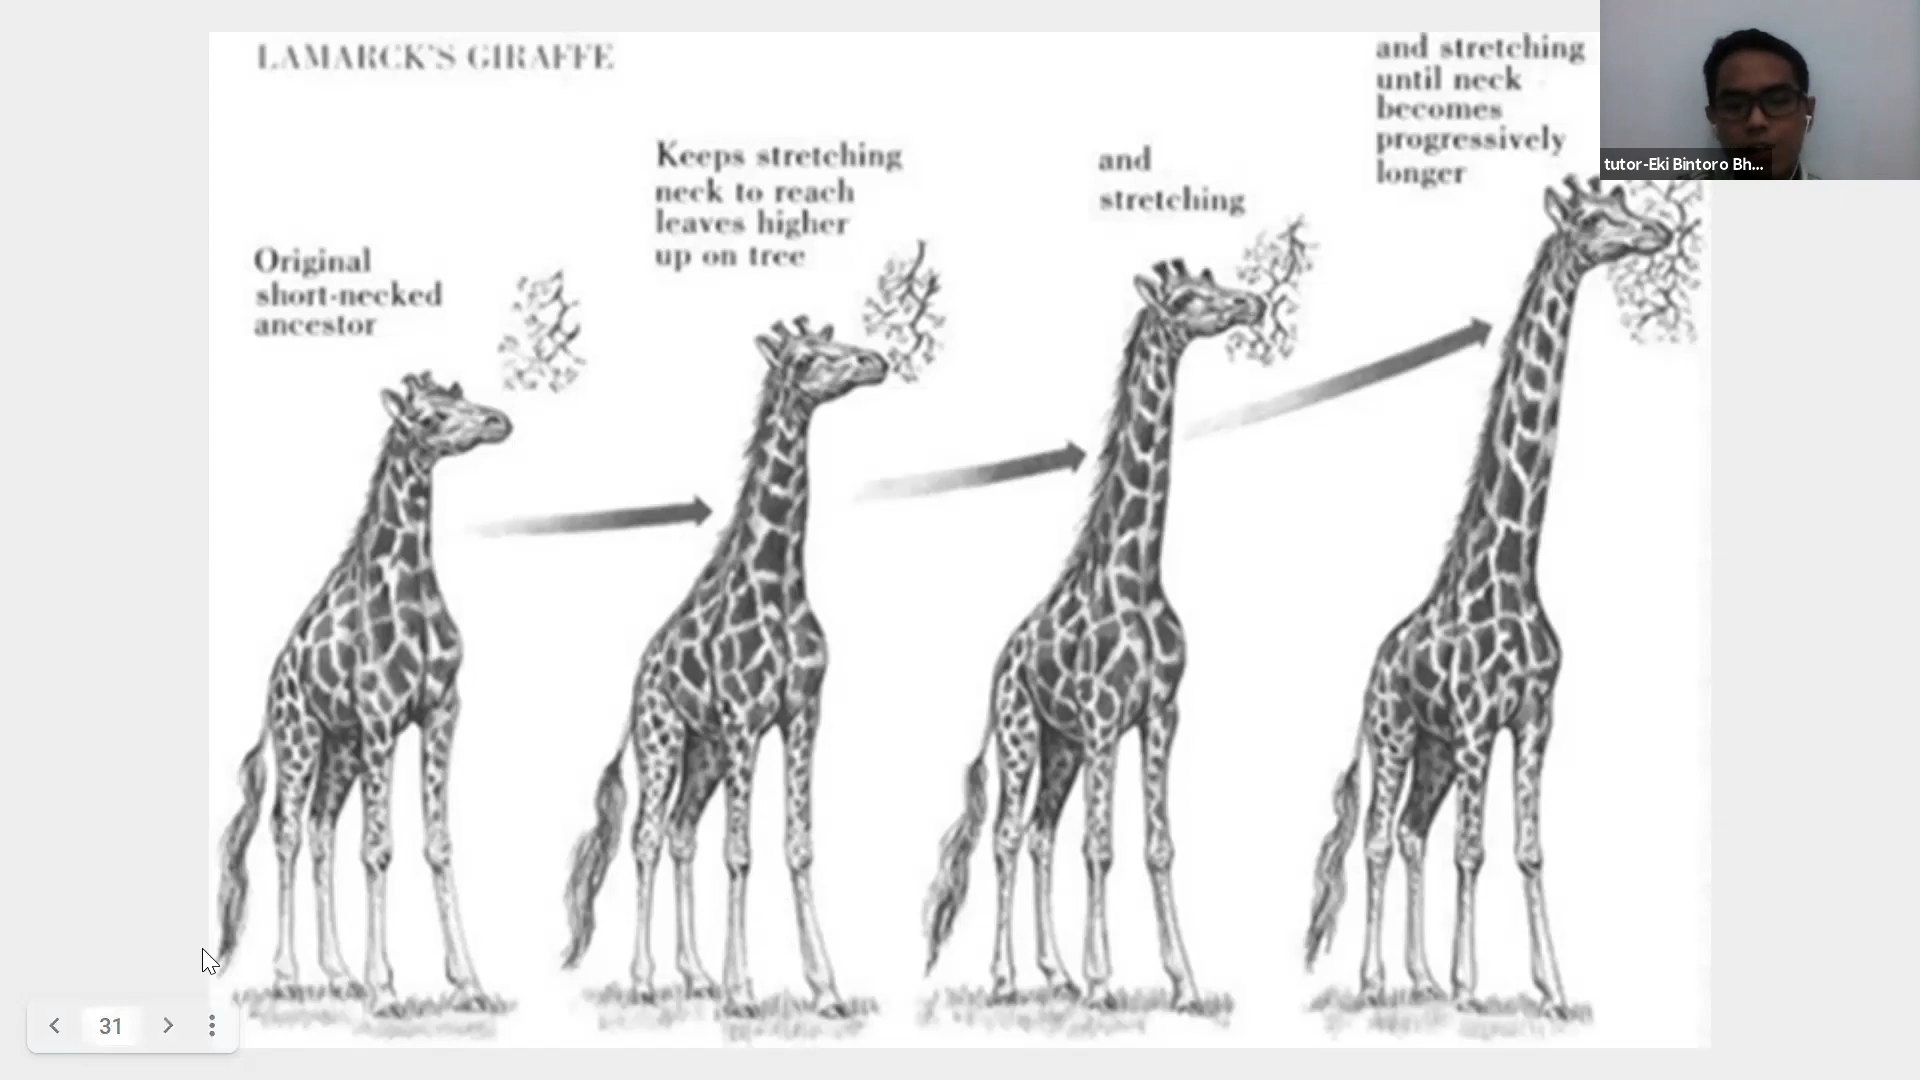 LAMARCK'S GIRAFFE
Original
short-necked
ancestor
Keeps stretching
neck to reach
leaves higher
up on tree
and
stretching
and stretching
until neck
becomes
progressively
longer
tutor-Eki Bintoro Bh...
31